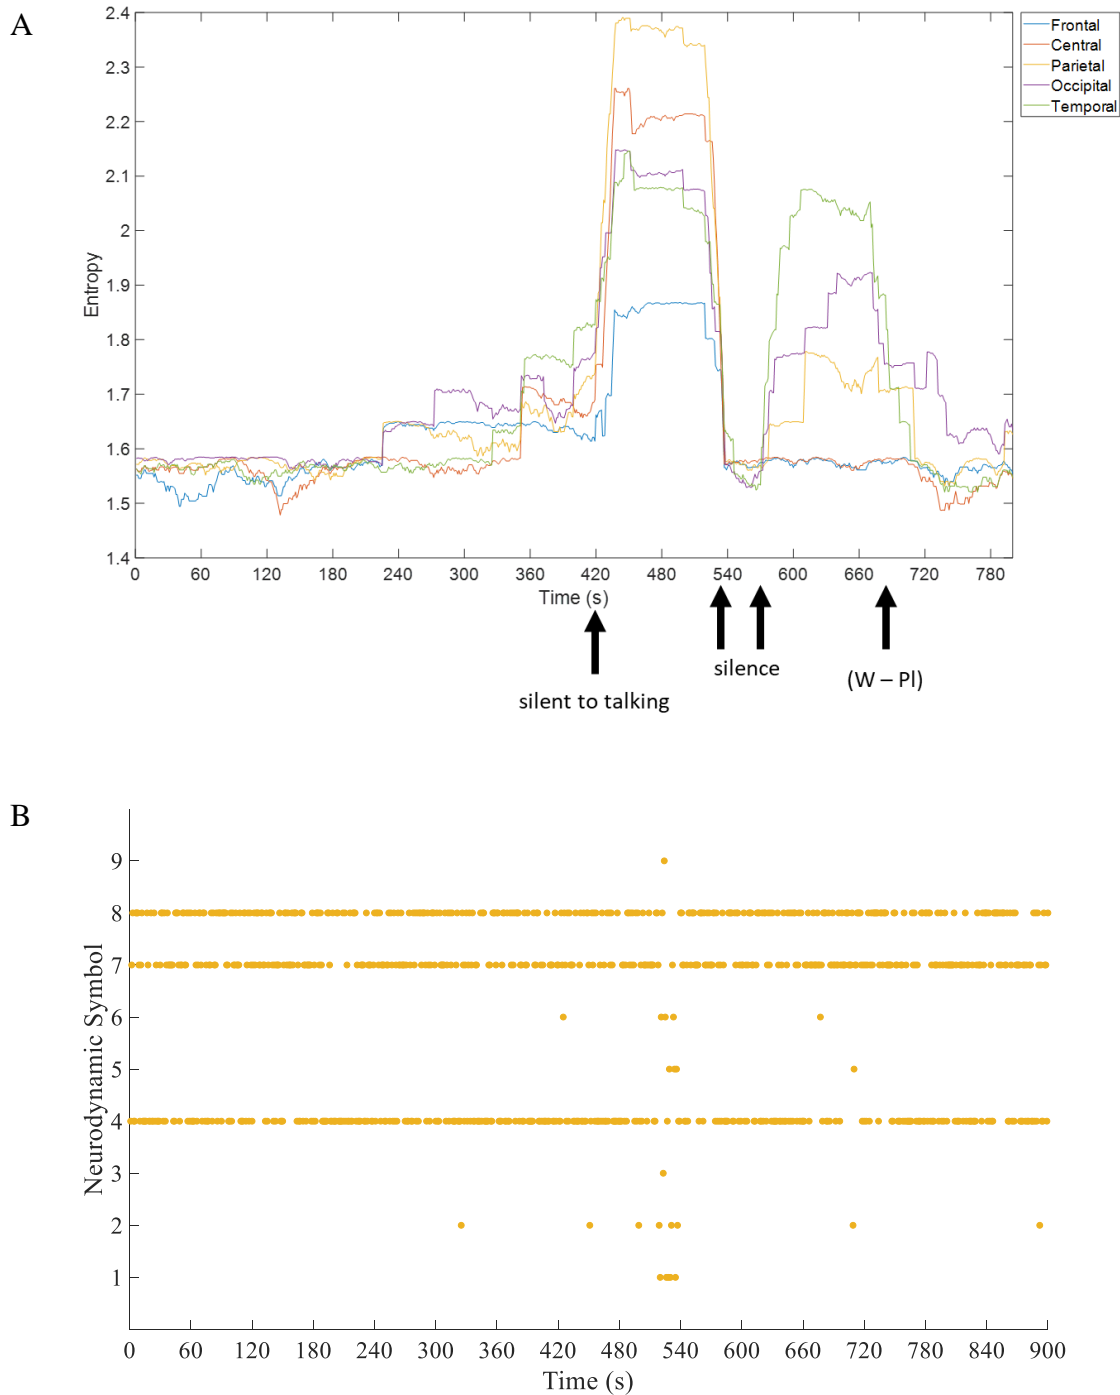 A
2.4
2.3
2.2
2.1
2
1.9
1.8
1.7
1.6
1.5
1.4
Entropy
Frontal
Central
Parietal
Occipital
Temporal
0 60 120 180 240 300 360 420 480 540 600 660 720 780
Time (s)
silent to talking
silence
(W – Pl)
B
9
8
7
6
5
4
3
2
1
Neurodynamic Symbol
0 60 120 180 240 300 360 420 480 540 600 660 720 780 840 900
Time (s)